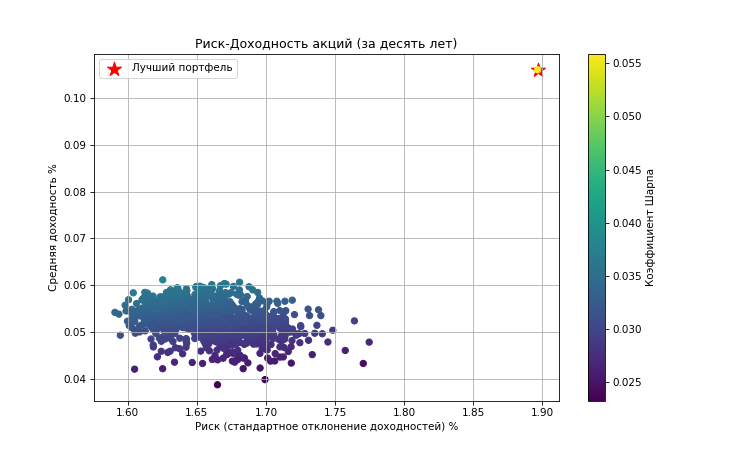 Риск-Доходность акций (за десять лет)
Лучший портфель
Средняя доходность %
0.10
0.09
0.08
0.07
0.06
0.05
0.04
1.60 1.65 1.70 1.75 1.80 1.85 1.90
Риск (стандартное отклонение доходностей) %
0.055
0.050
0.045
0.040
0.035
0.030
0.025
Коэффициент Шарпа